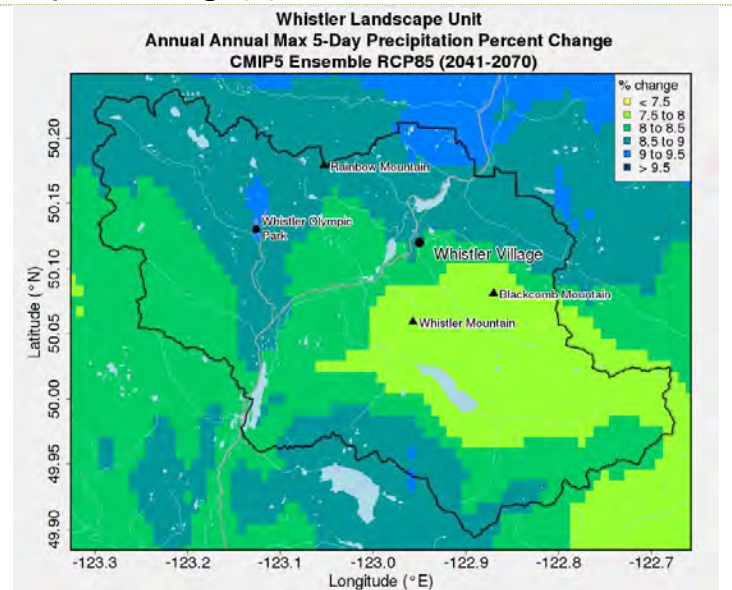 Whistler Landscape Unit
Annual Annual Max 5-Day Precipitation Percent Change
CMIP5 Ensemble RCP85 (2041-2070)
% change
< 7.5
7.5 to 8
8 to 8.5
8.5 to 9
9 to 9.5
> 9.5
Rainbow Mountain
Whistler Olympic
Park
Whistler Village
Blackcomb Mountain
Whistler Mountain
Latitude (°N)
50.20
50.15
50.10
50.05
50.00
49.95
49.90
-123.3
-123.2
-123.1
-123.0
-122.9
-122.8
-122.7
Longitude (°E)